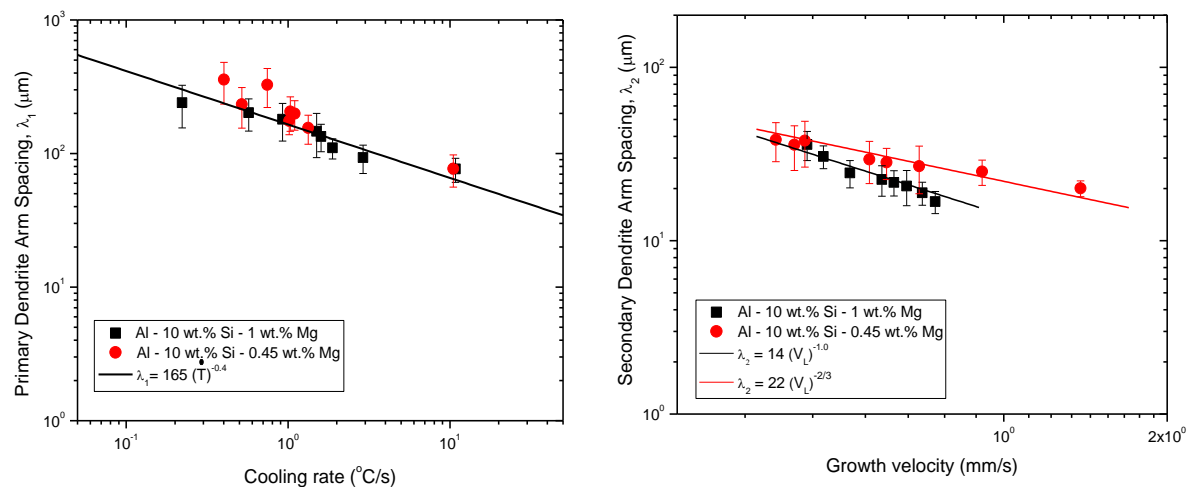 10³
10²
10¹
10⁰
Primary Dendrite Arm Spacing, λ₁ (μm)
Al - 10 wt.% Si - 1 wt.% Mg
Al - 10 wt.% Si - 0.45 wt.% Mg
λ₁= 165 (Ṫ)⁻⁰·⁴
10⁻¹
10⁰
10¹
Cooling rate (°C/s)
10²
10¹
10⁰
Secondary Dendrite Arm Spacing, λ₂ (μm)
Al - 10 wt.% Si - 1 wt.% Mg
Al - 10 wt.% Si - 0.45 wt.% Mg
λ₂ = 14 (V_L)⁻¹·⁰
λ₂ = 22 (V_L)⁻²ᐟ³
10⁰
2x10⁰
Growth velocity (mm/s)